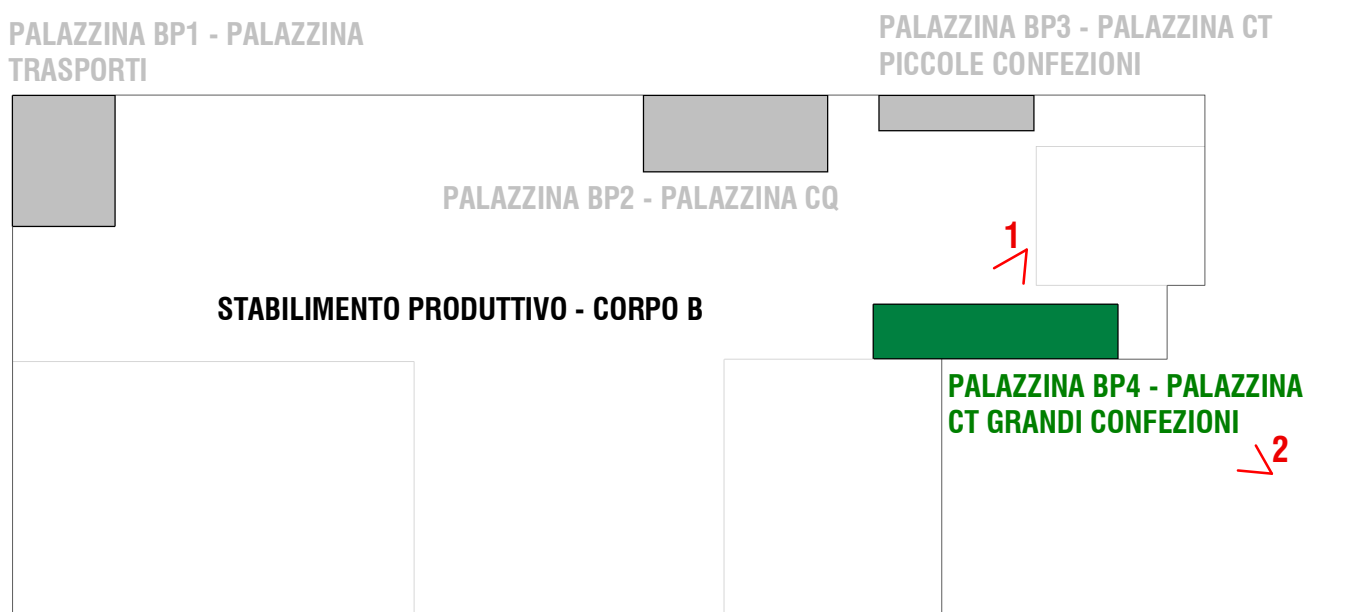 PALAZZINA BP1 - PALAZZINA
TRASPORTI
PALAZZINA BP3 - PALAZZINA CT
PICCOLE CONFEZIONI
PALAZZINA BP2 - PALAZZINA CQ
1
STABILIMENTO PRODUTTIVO - CORPO B
PALAZZINA BP4 - PALAZZINA
CT GRANDI CONFEZIONI
2